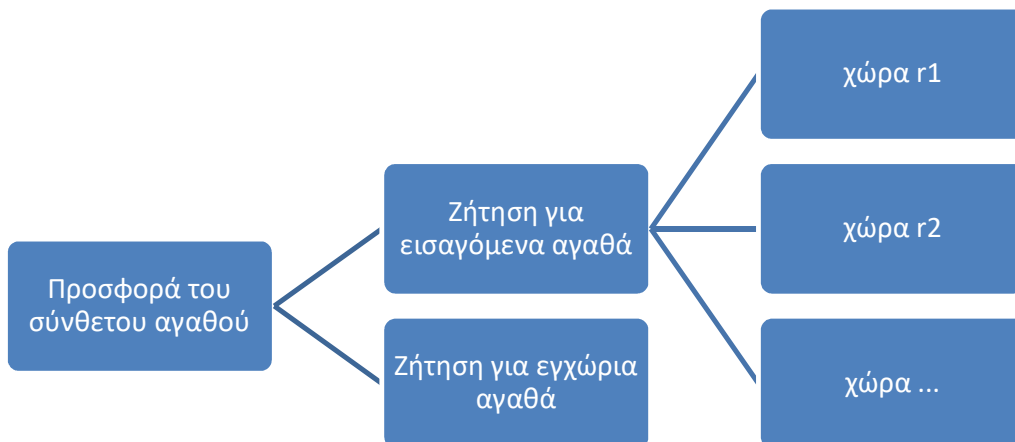 Προσφορά του
σύνθετου αγαθού
Ζήτηση για
εισαγόμενα αγαθά
Ζήτηση για εγχώρια
αγαθά
χώρα r1
χώρα r2
χώρα ...